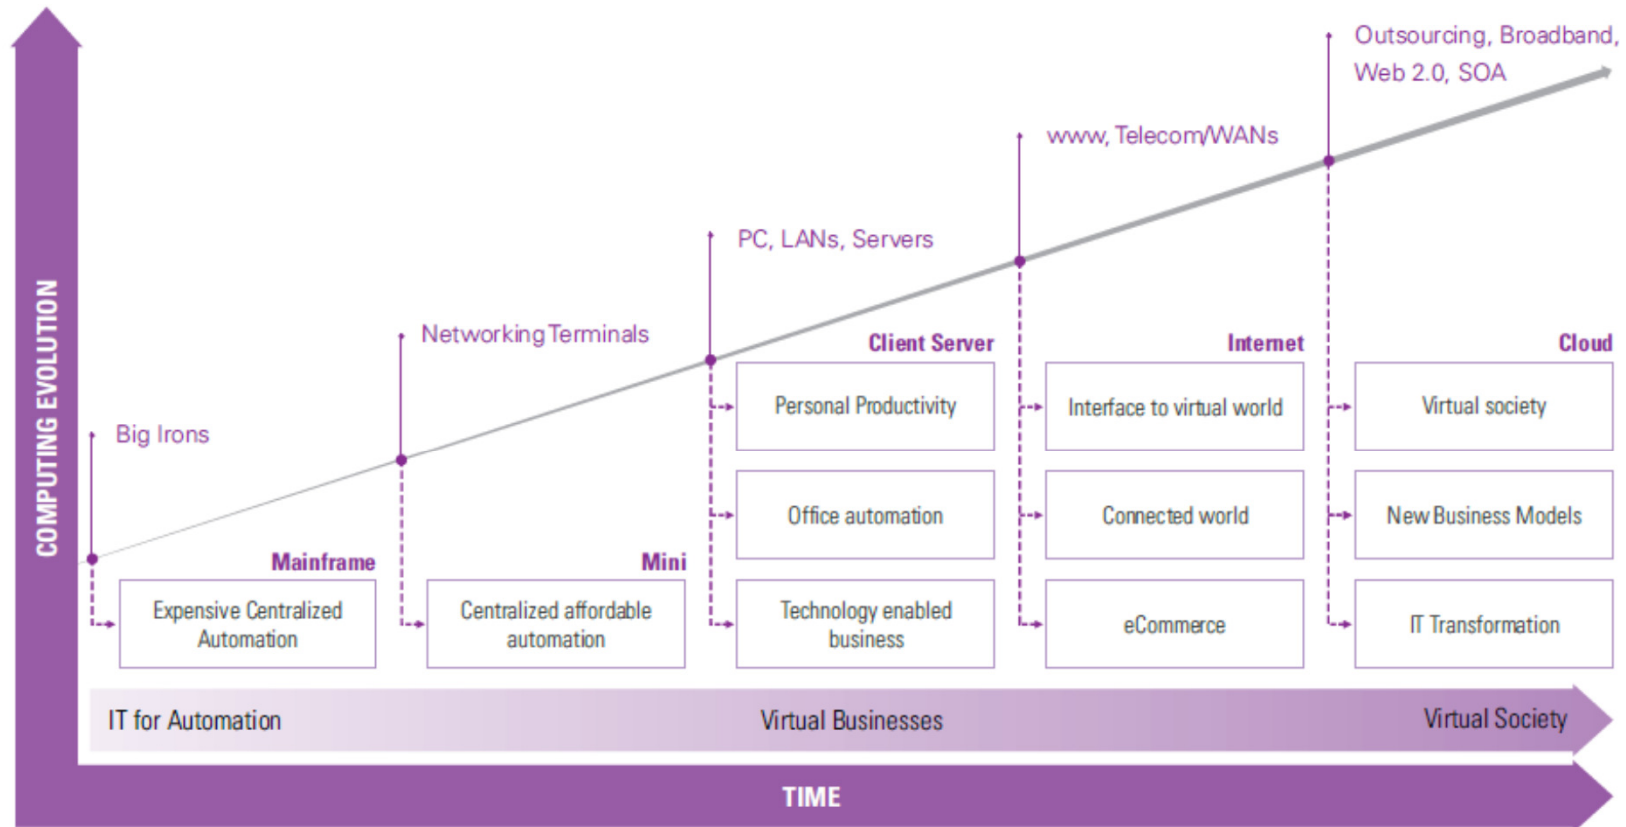 Outsourcing, Broadband,
Web 2.0, SOA
www, Telecom/WANs
PC, LANs, Servers
Networking Terminals
Big Irons
COMPUTING EVOLUTION
Mainframe
Expensive Centralized
Automation
Mini
Centralized affordable
automation
Client Server
Personal Productivity
Office automation
Technology enabled
business
Internet
Interface to virtual world
Connected world
eCommerce
Cloud
Virtual society
New Business Models
IT Transformation
IT for Automation
Virtual Businesses
Virtual Society
TIME